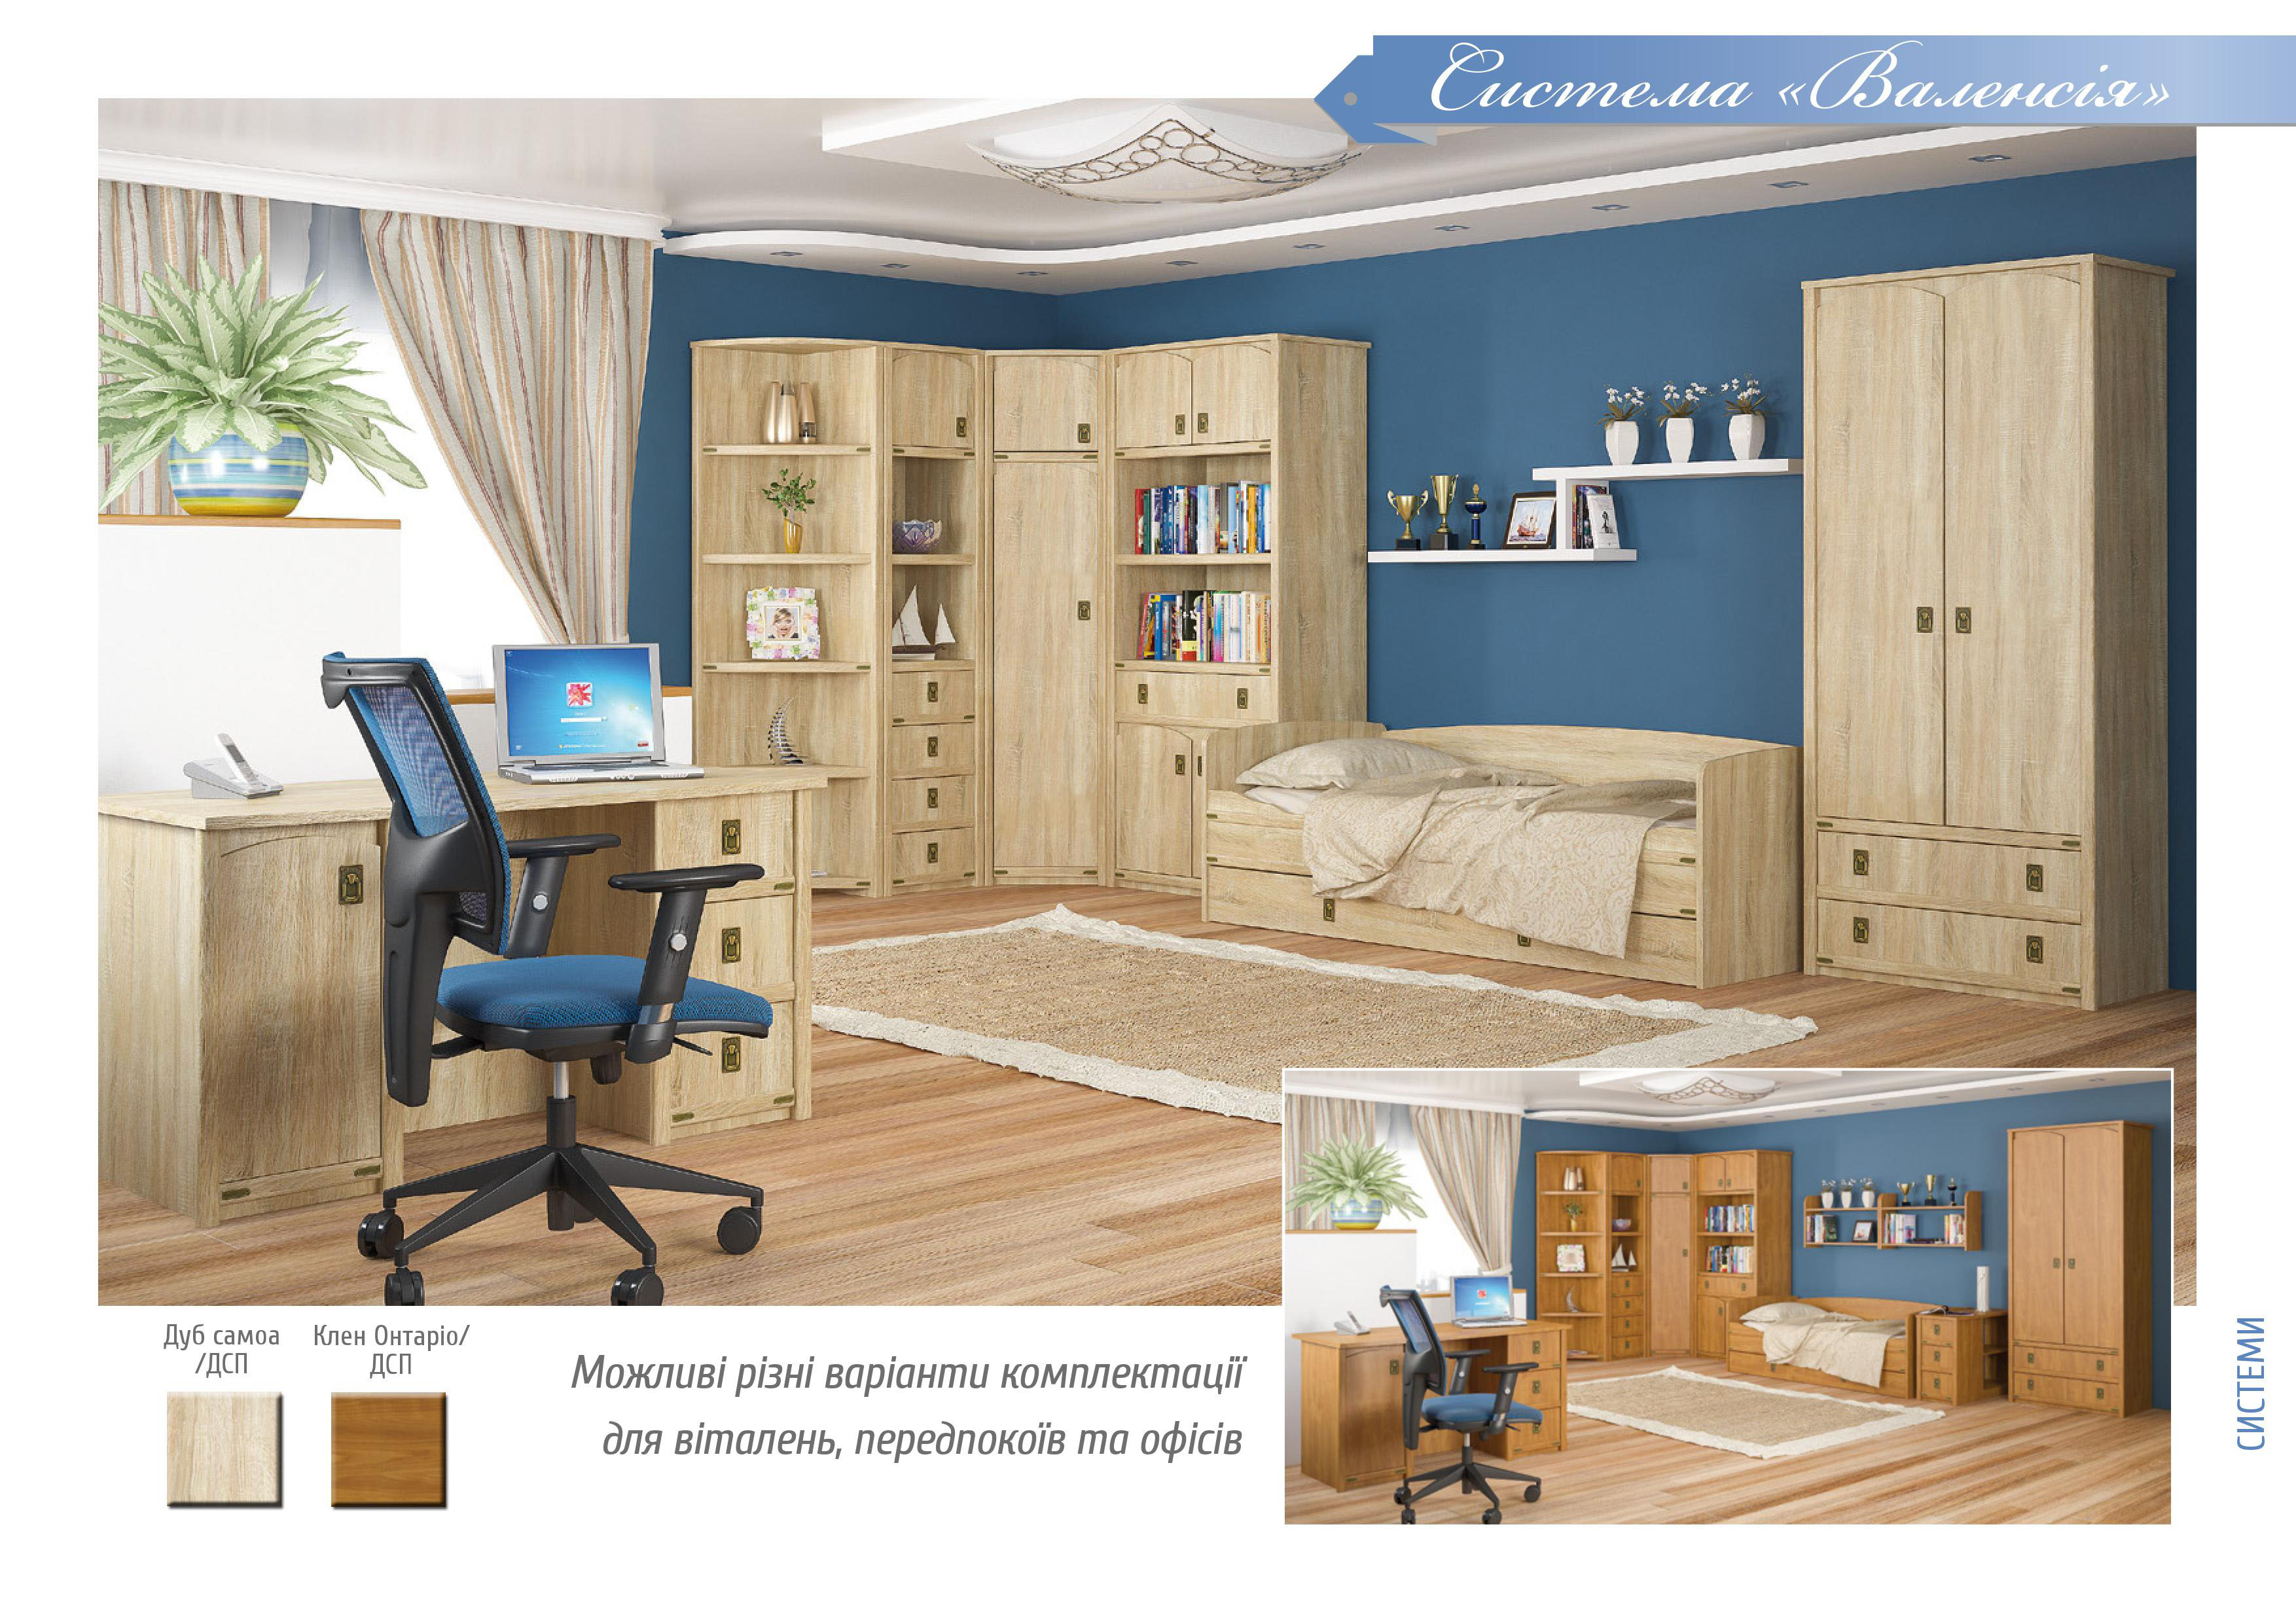 Система «Валенсія»
Дуб самоа
/ДСП
Клен Онтаріо/
ДСП
Можливі різні варіанти комплектації
для віталень, передпокоїв та офісів
СИСТЕМИ